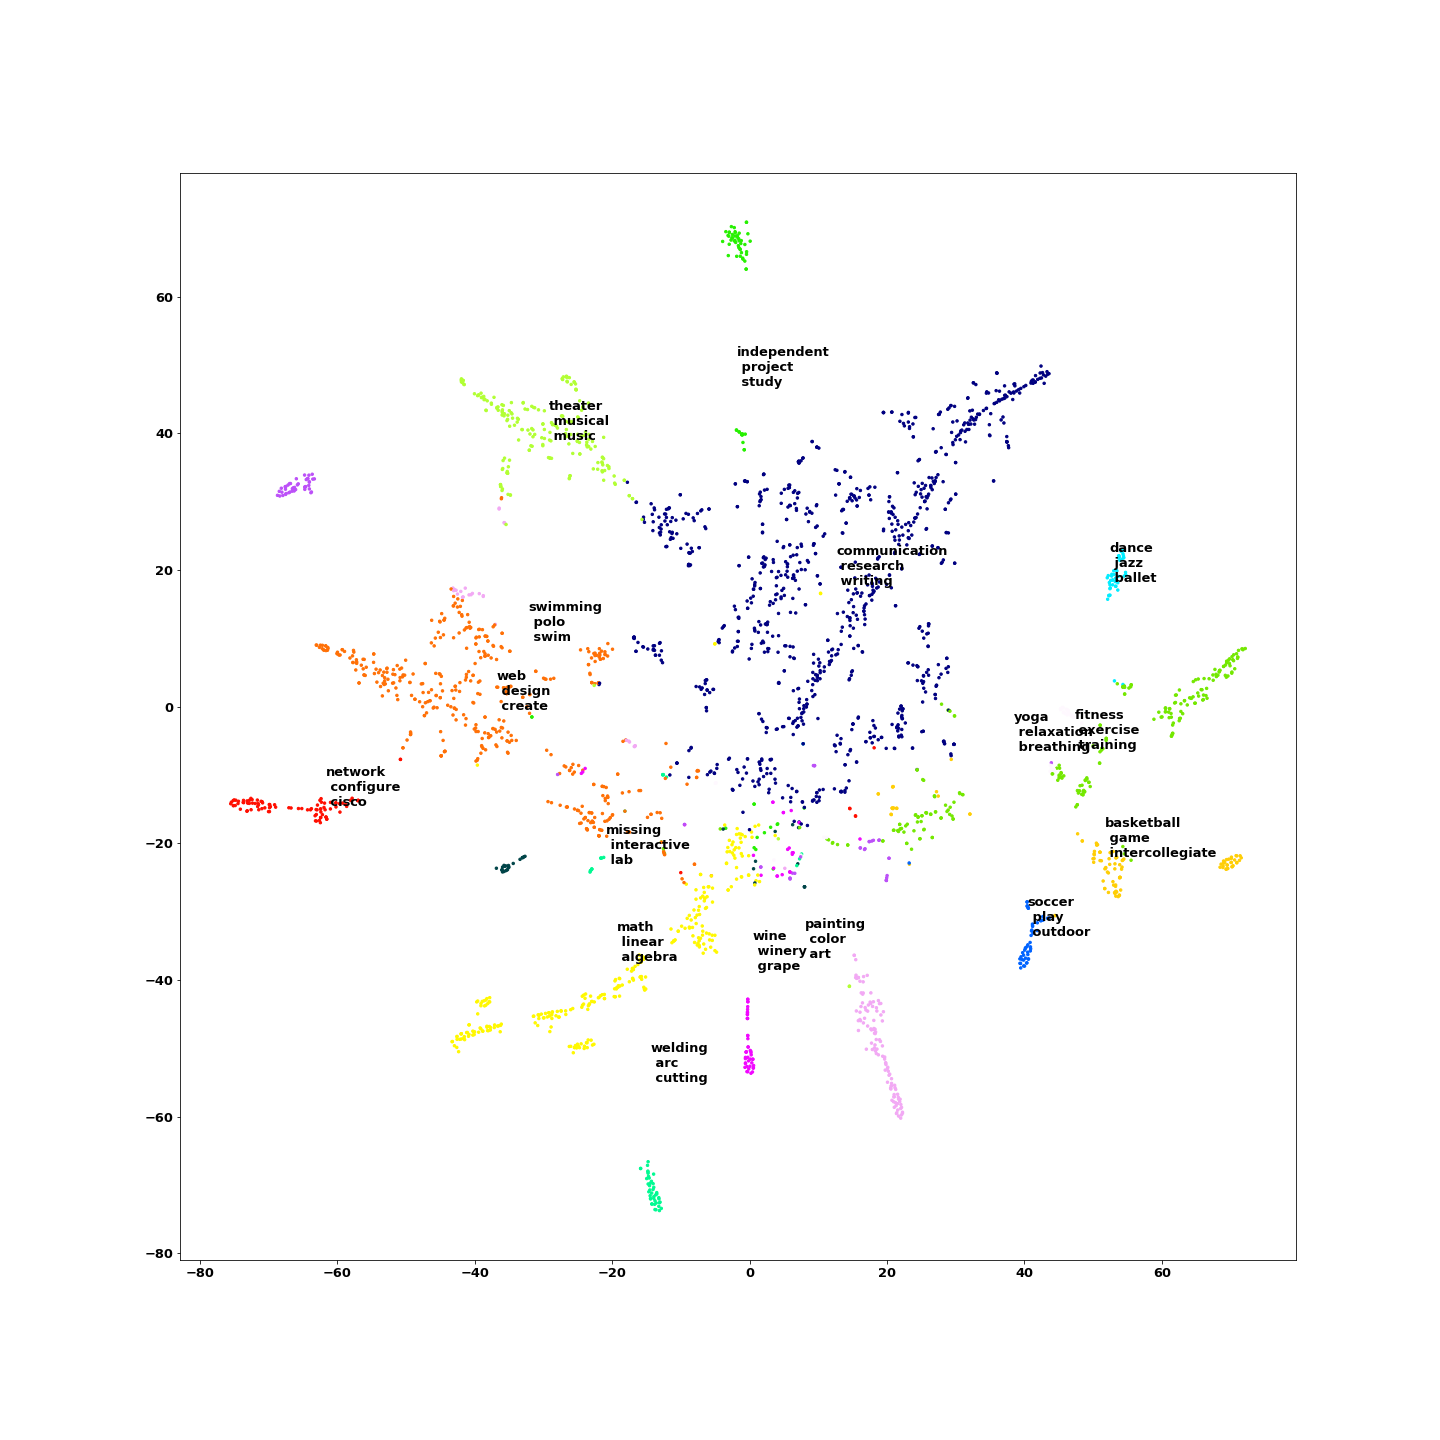 60
40
20
0
−20
−40
−60
−80
−80
−60
−40
−20
0
20
40
60
independent
project
study
theater
musical
music
communication
research
writing
dance
jazz
ballet
swimming
polo
swim
web
design
create
yoga
relaxation
breathing
fitness
exercise
training
network
configure
cisco
missing
interactive
lab
basketball
game
intercollegiate
soccer
play
outdoor
math
linear
algebra
wine
winery
grape
painting
color
art
welding
arc
cutting